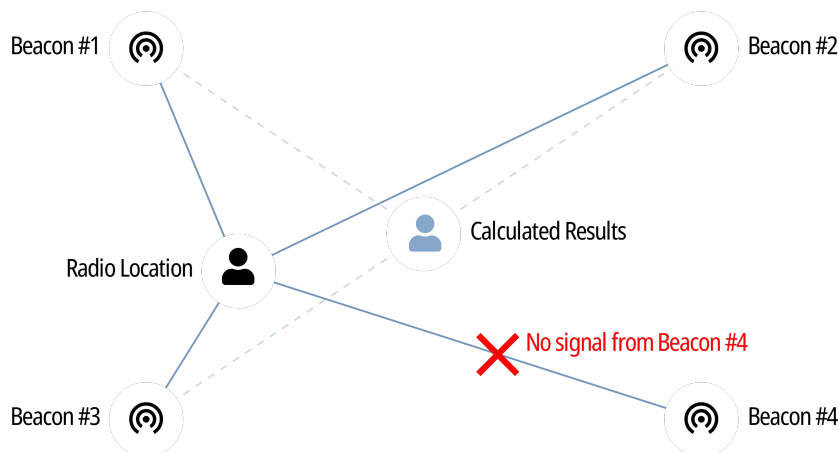 Beacon #1
Beacon #2
Calculated Results
Radio Location
No signal from Beacon #4
Beacon #3
Beacon #4